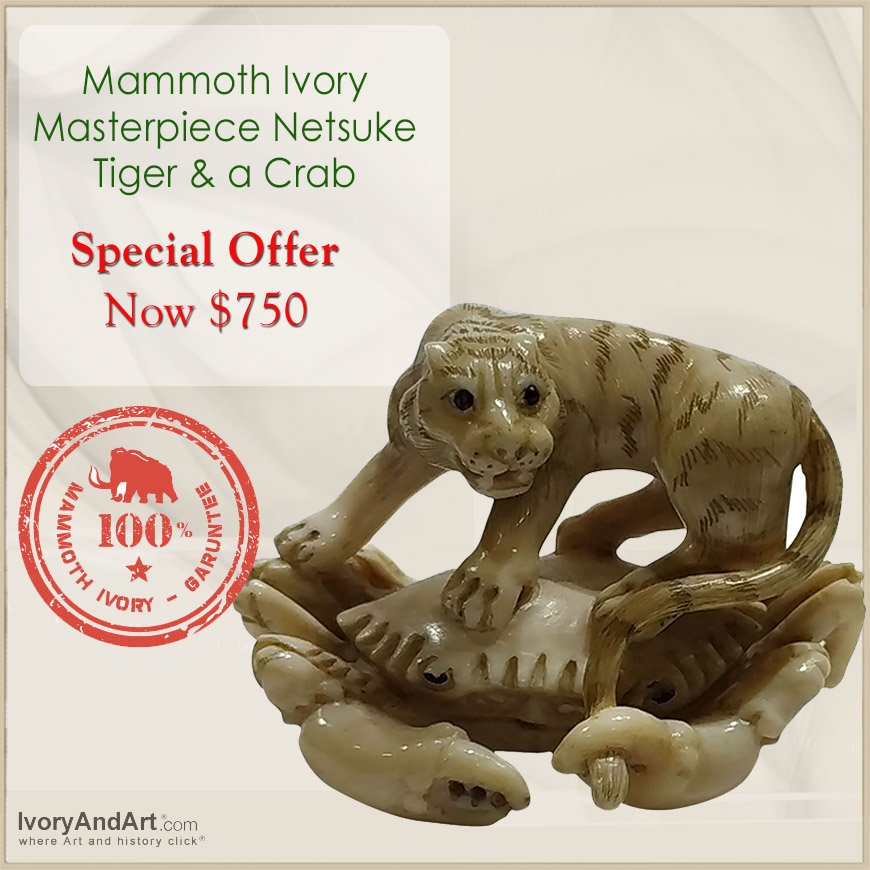 Mammoth Ivory
Masterpiece Netsuke
Tiger & a Crab
Special Offer
Now $750
100%
MAMMOTH IVORY - GARUNTEE
IvoryAndArt®.com
where Art and history click®